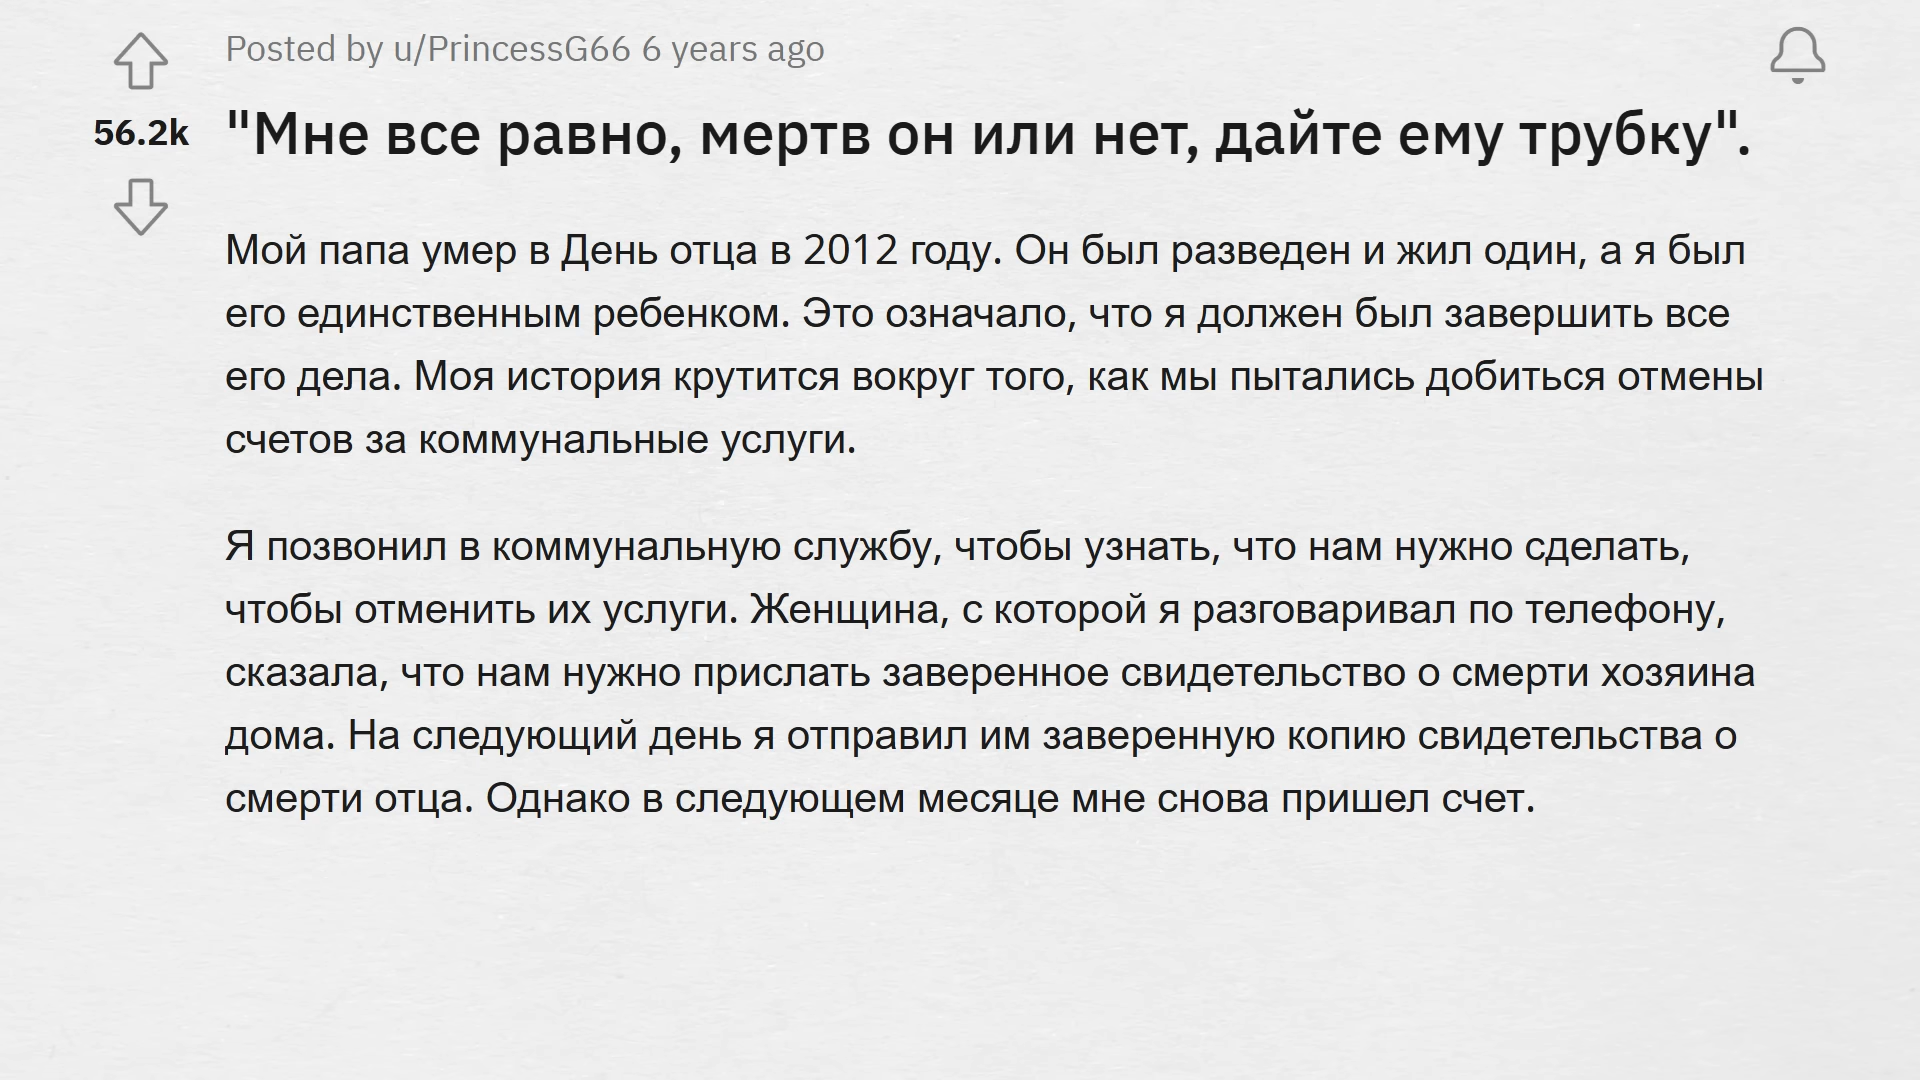 Posted by u/PrincessG66 6 years ago
56.2k
"Мне все равно, мертв он или нет, дайте ему трубку".
Мой папа умер в День отца в 2012 году. Он был разведен и жил один, а я был
его единственным ребенком. Это означало, что я должен был завершить все
его дела. Моя история крутится вокруг того, как мы пытались добиться отмены
счетов за коммунальные услуги.
Я позвонил в коммунальную службу, чтобы узнать, что нам нужно сделать,
чтобы отменить их услуги. Женщина, с которой я разговаривал по телефону,
сказала, что нам нужно прислать заверенное свидетельство о смерти хозяина
дома. На следующий день я отправил им заверенную копию свидетельства о
смерти отца. Однако в следующем месяце мне снова пришел счет.